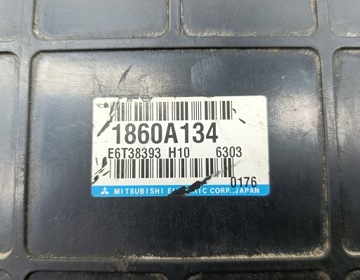 1860A134
E6T38393 H10 6303
0176
MITSUBISHI CORP., JAPAN